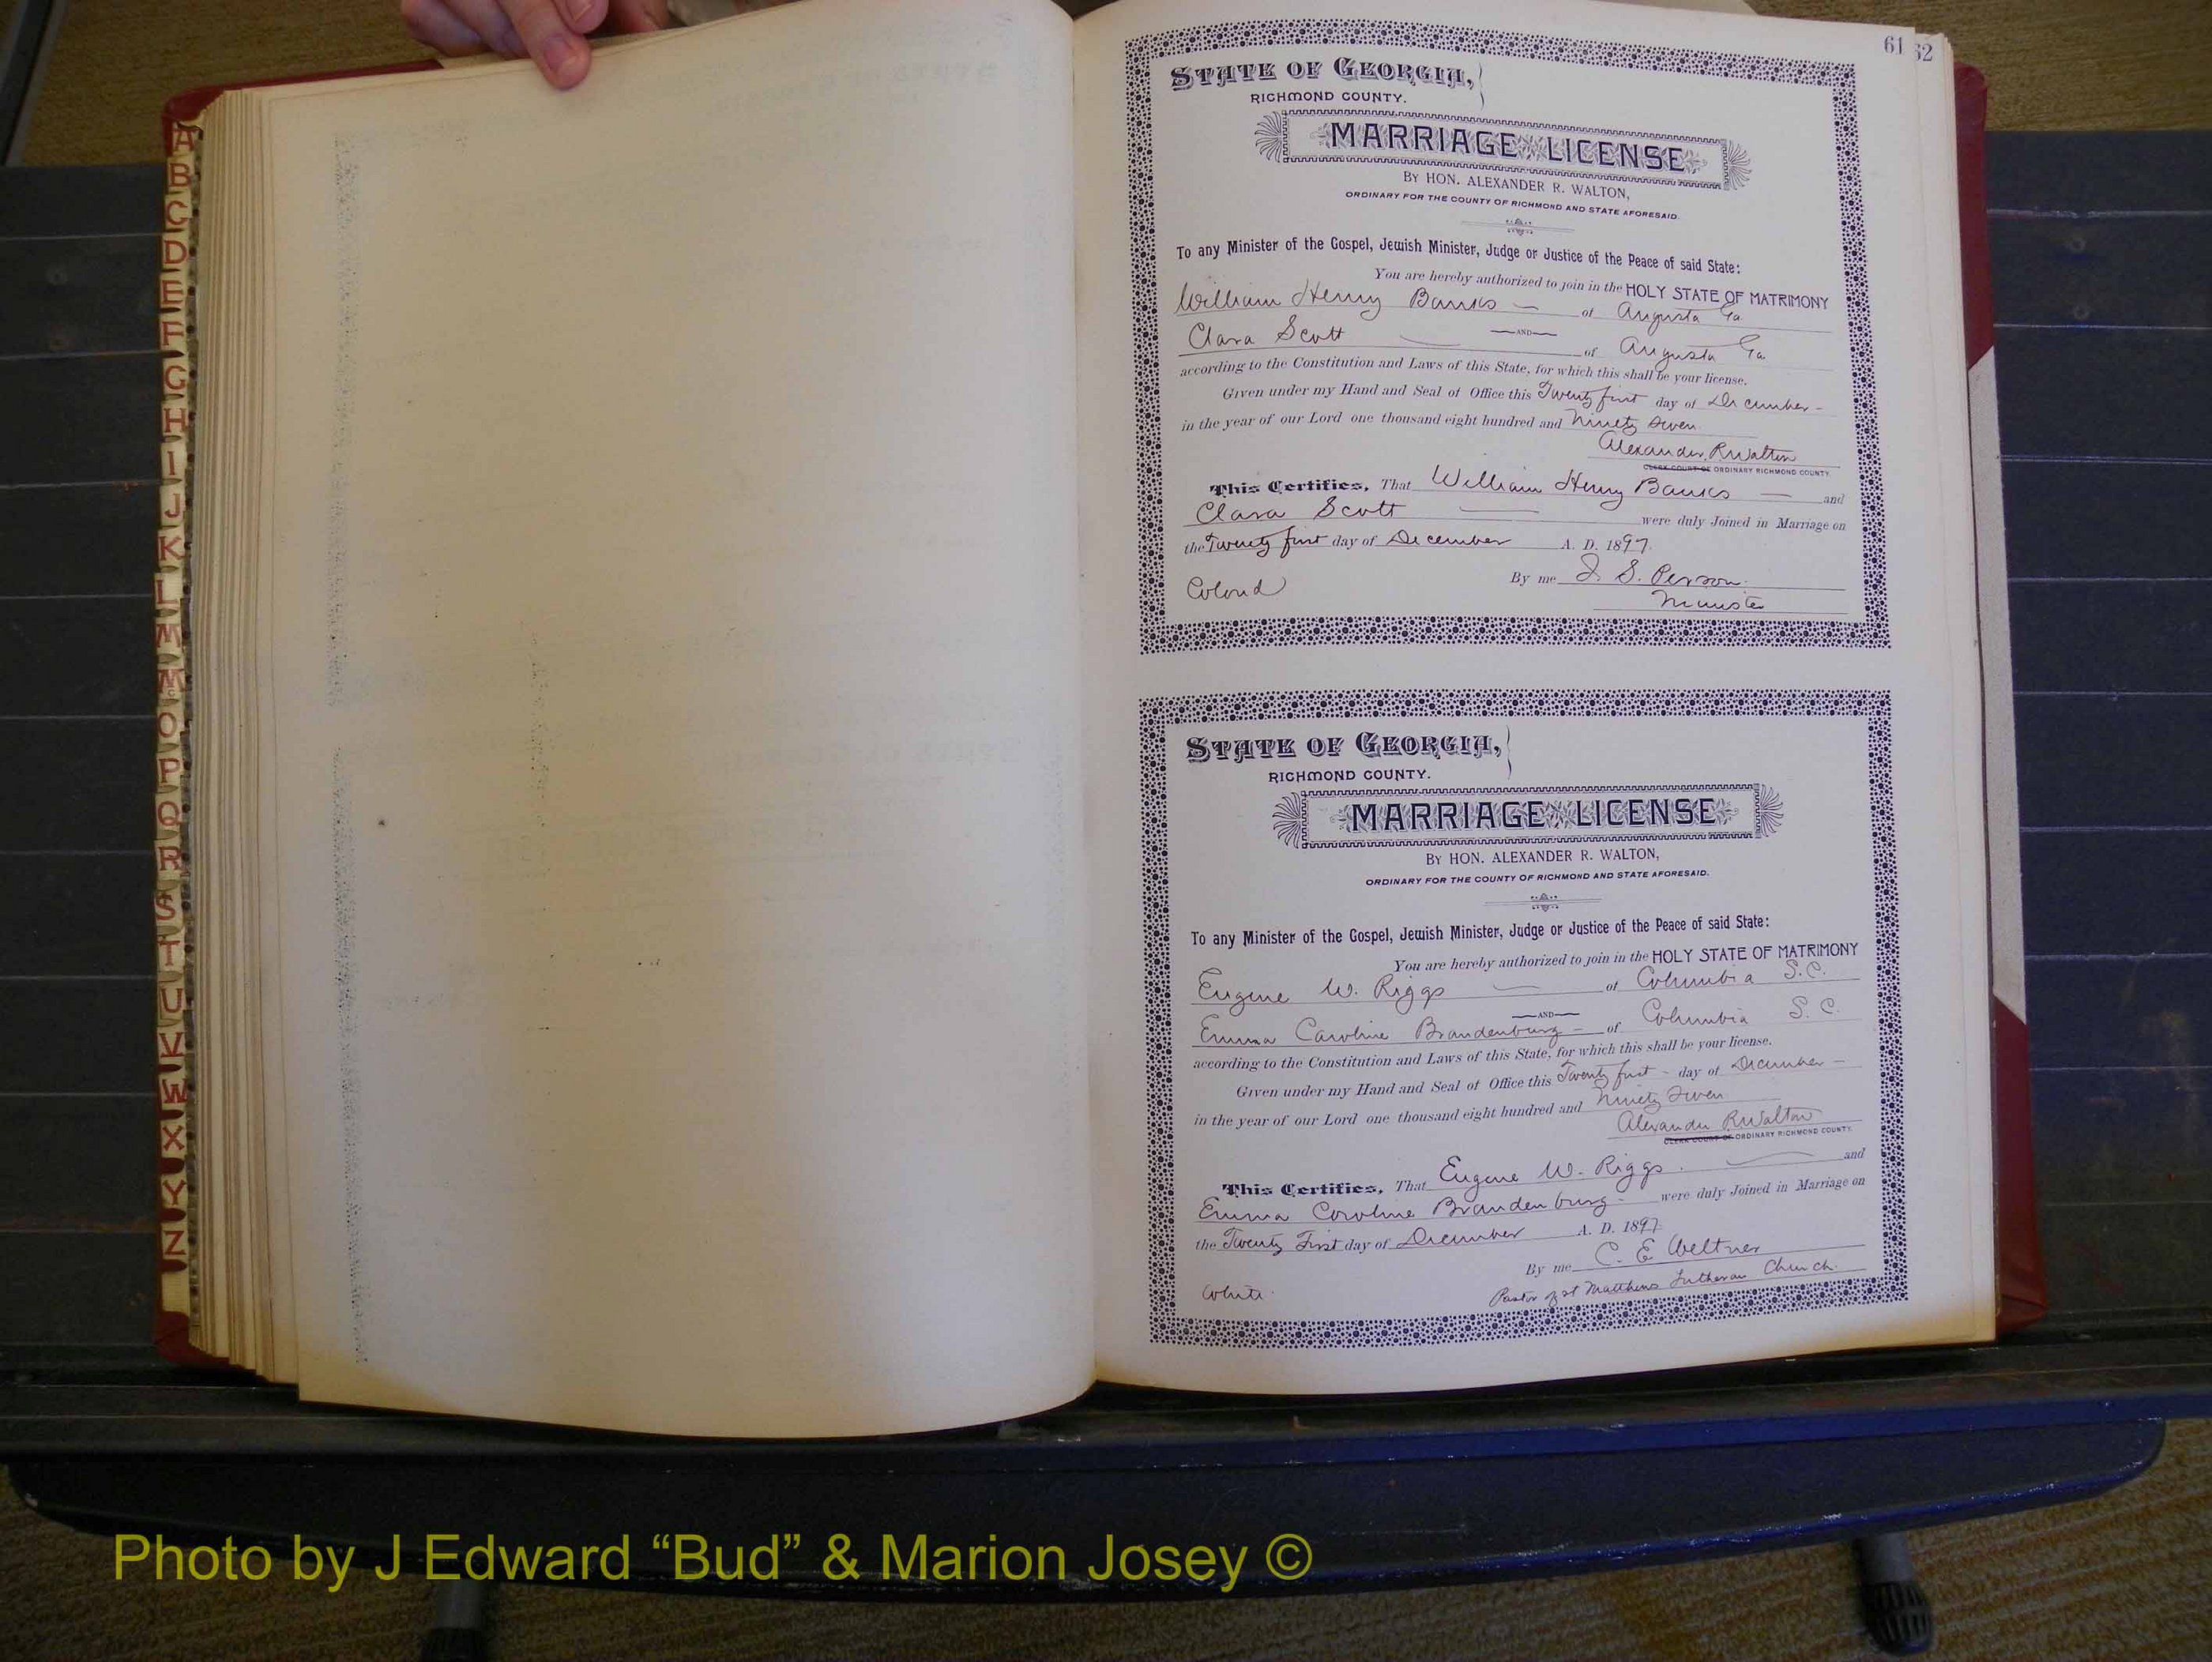 A
B
C
D
E
F
G
H
I
J
K
L
M
Mc
O
P
Q
R
S
T
U
V
W
X
Y
Z
61 62
STATE OF GEORGIA,
RICHMOND COUNTY.
MARRIAGE LICENSE
BY HON. ALEXANDER R. WALTON,
ORDINARY FOR THE COUNTY OF RICHMOND AND STATE AFORESAID.
To any Minister of the Gospel, Jewish Minister, Judge or Justice of the Peace of said State:
You are hereby authorized to join in the HOLY STATE OF MATRIMONY
William Henry Banks — of Augusta Ga.
—AND—
Clara Scott — of Augusta Ga
according to the Constitution and Laws of this State, for which this shall be your license.
Given under my Hand and Seal of Office this Twenty first day of December -
in the year of our Lord one thousand eight hundred and Ninety Seven
Alexander R Walton
CLERK COURT OF ORDINARY RICHMOND COUNTY.
This Certifies, That William Henry Banks — and
Clara Scott — were duly Joined in Marriage on
the Twenty first day of December A. D. 1897.
By me J. S. Person
Colored Minister
STATE OF GEORGIA,
RICHMOND COUNTY.
MARRIAGE LICENSE
BY HON. ALEXANDER R. WALTON,
ORDINARY FOR THE COUNTY OF RICHMOND AND STATE AFORESAID.
To any Minister of the Gospel, Jewish Minister, Judge or Justice of the Peace of said State:
You are hereby authorized to join in the HOLY STATE OF MATRIMONY
Eugene W. Riggs — of Columbia S.C.
—AND—
Emma Caroline Brandenburg - of Columbia S. C.
according to the Constitution and Laws of this State, for which this shall be your license.
Given under my Hand and Seal of Office this Twenty first - day of December —
in the year of our Lord one thousand eight hundred and Ninety Seven
Alexander R Walton
CLERK COURT OF ORDINARY RICHMOND COUNTY.
This Certifies, That Eugene W. Riggs. — and
Emma Caroline Brandenburg - were duly Joined in Marriage on
the Twenty First day of December A. D. 1897.
By me C. E Weltner
White. Pastor of St Matthews Lutheran Church.
Photo by J Edward “Bud” & Marion Josey ©